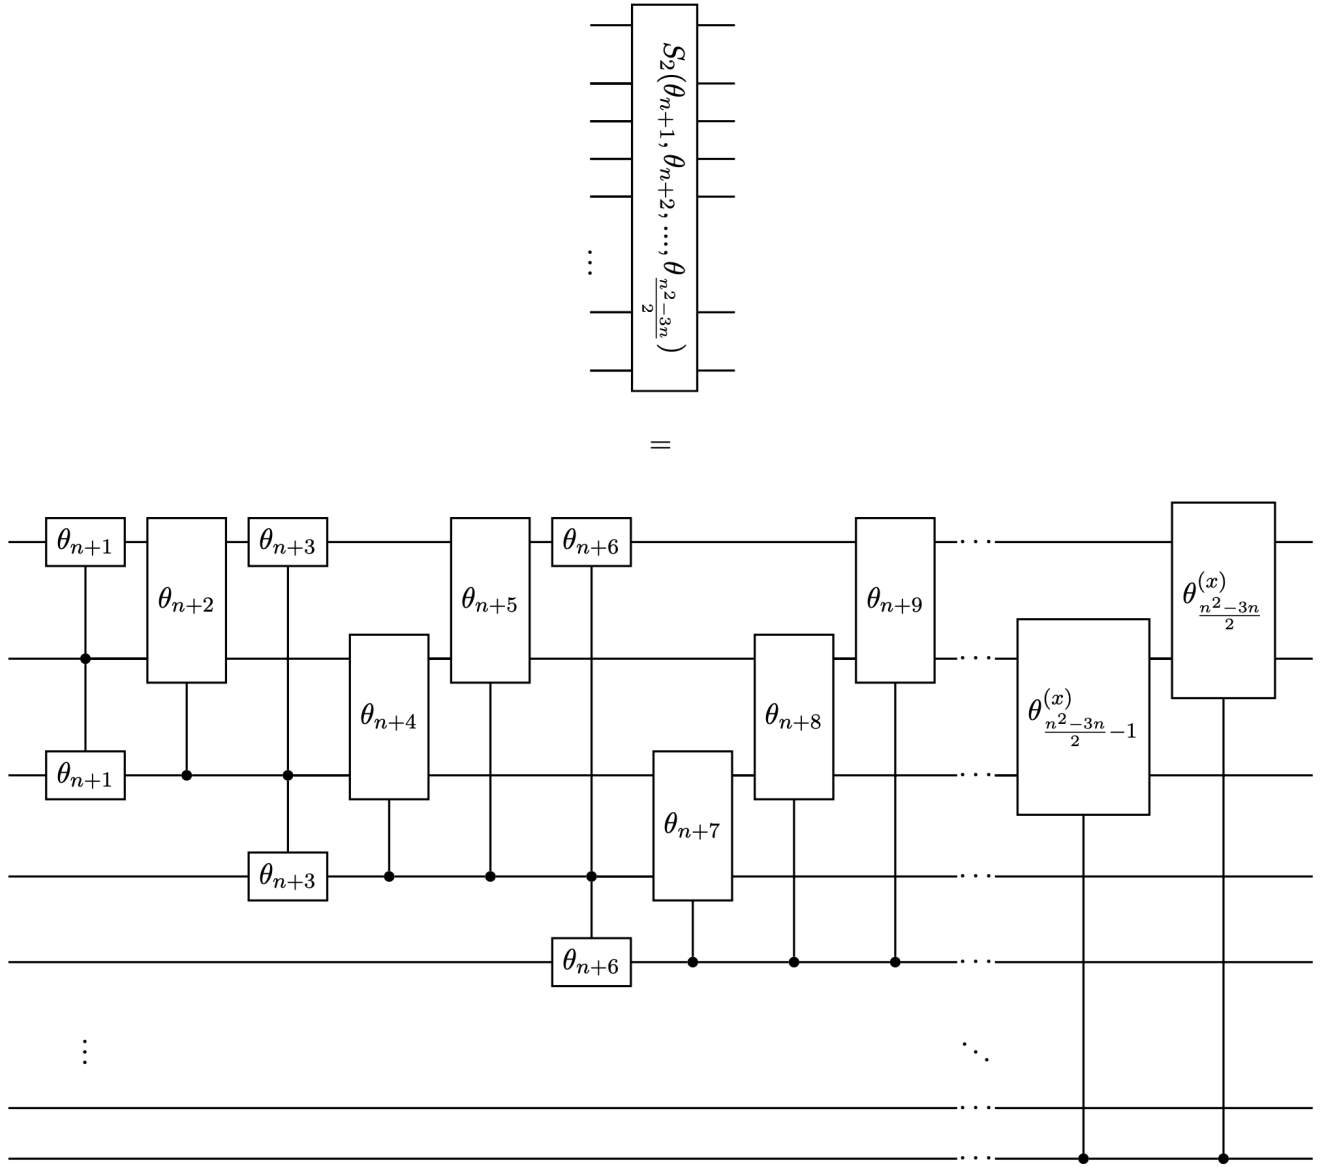 S_2(θ_{n+1}, θ_{n+2}, ..., θ_{\frac{n^2-3n}{2}})
⋮
=
θ_{n+1} θ_{n+3} θ_{n+6}
θ_{n+2} θ_{n+5} θ_{n+9} θ^{(x)}_{\frac{n^2-3n}{2}}
θ_{n+4} θ_{n+8} θ^{(x)}_{\frac{n^2-3n}{2}-1}
θ_{n+1}
θ_{n+7}
θ_{n+3}
θ_{n+6}
⋮ ⋱